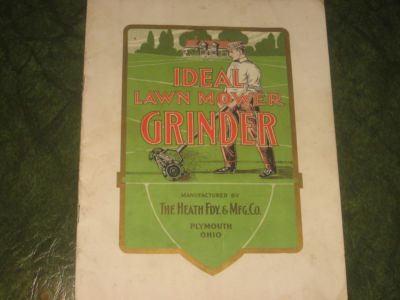 IDEAL
LAWN MOWER
GRINDER
MANUFACTURED BY
THE HEATH FDY. & MFG. CO.
PLYMOUTH
OHIO